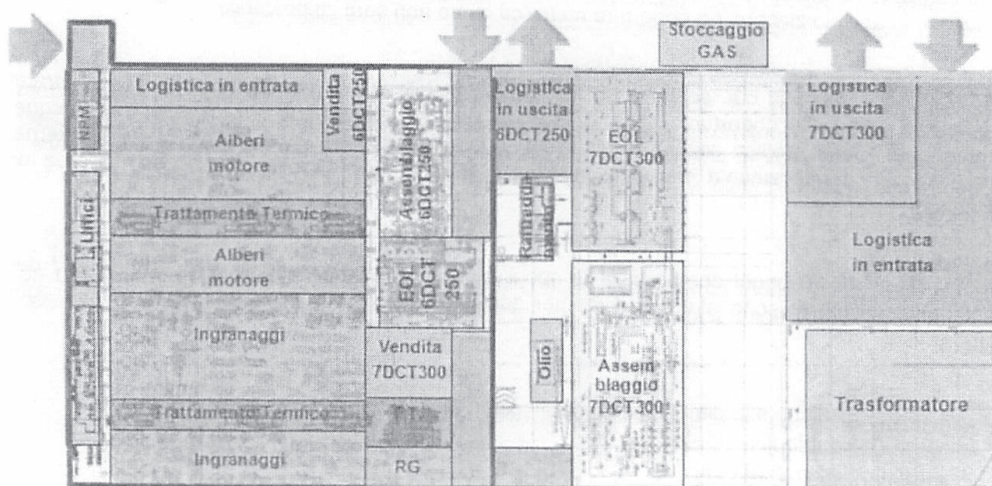 Stoccaggio
GAS
Logistica in entrata
Vendita
6DCT250
Assemblaggio
6DCT250
Logistica
in uscita
6DCT250
EOL
7DCT300
Logistica
in uscita
7DCT300
Alberi
motore
Uffici
Trattamento Termico
Alberi
motore
EOL
6DCT
250
Logistica
in entrata
Ingranaggi
Vendita
7DCT300
Olio
Assem
blaggio
7DCT300
Trasformatore
Trattamento Termico
Ingranaggi
RG